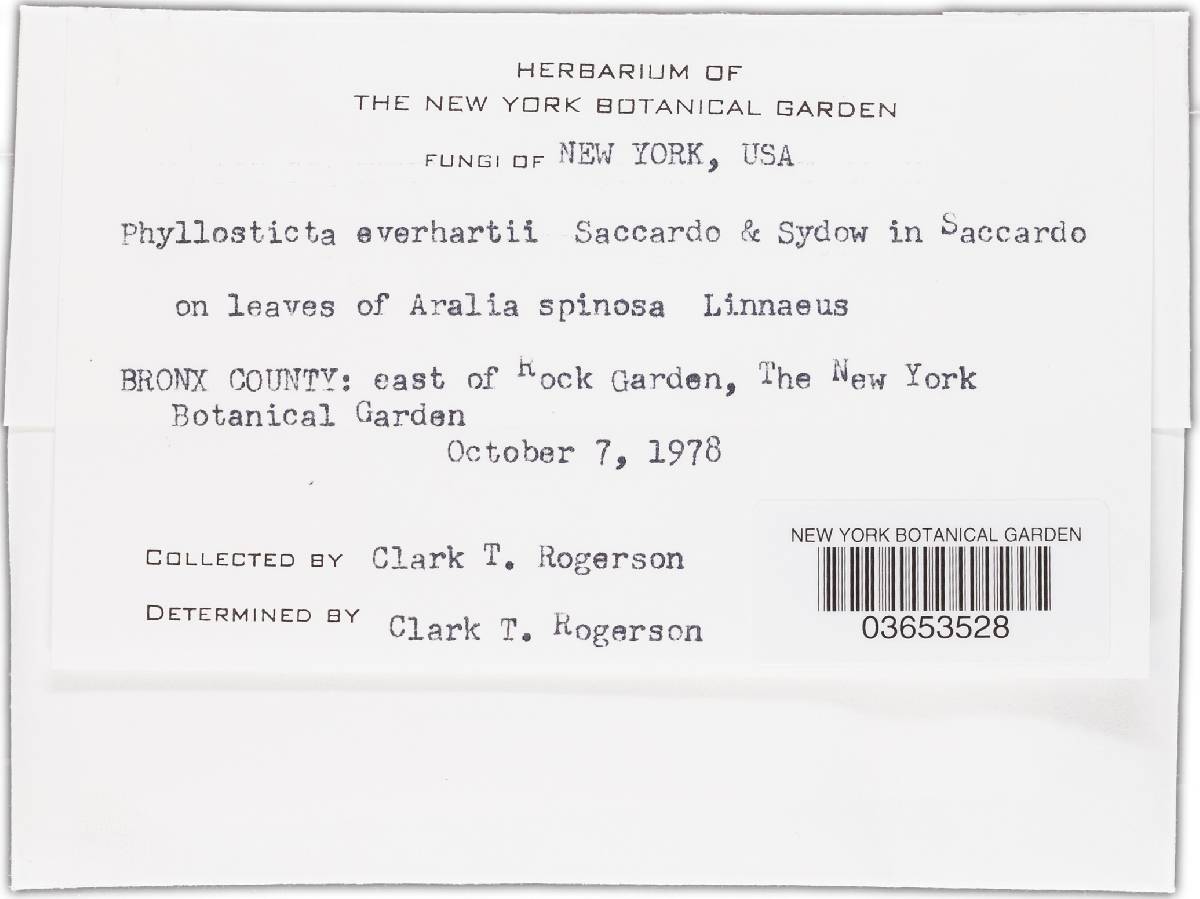 HERBARIUM OF
THE NEW YORK BOTANICAL GARDEN
FUNGI OF NEW YORK, USA
Phyllosticta everhartii Saccardo & Sydow in Saccardo
on leaves of Aralia spinosa Linnaeus
BRONX COUNTY: east of Rock Garden, The New York
Botanical Garden
October 7, 1978
COLLECTED BY Clark T. Rogerson
DETERMINED BY Clark T. Rogerson
NEW YORK BOTANICAL GARDEN
03653528